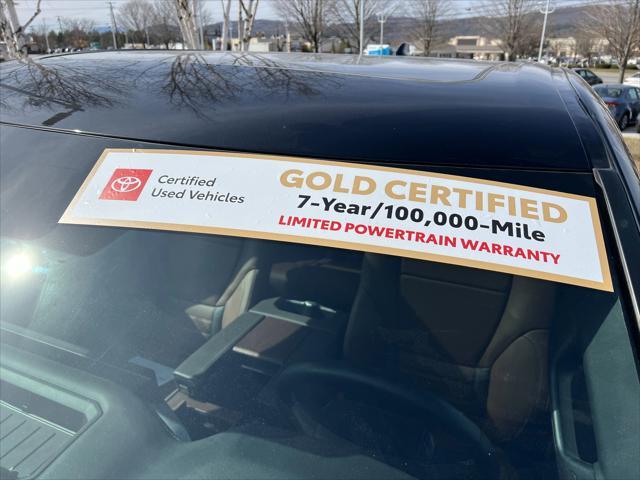 Certified
Used Vehicles
GOLD CERTIFIED
7-Year/100,000-Mile
LIMITED POWERTRAIN WARRANTY